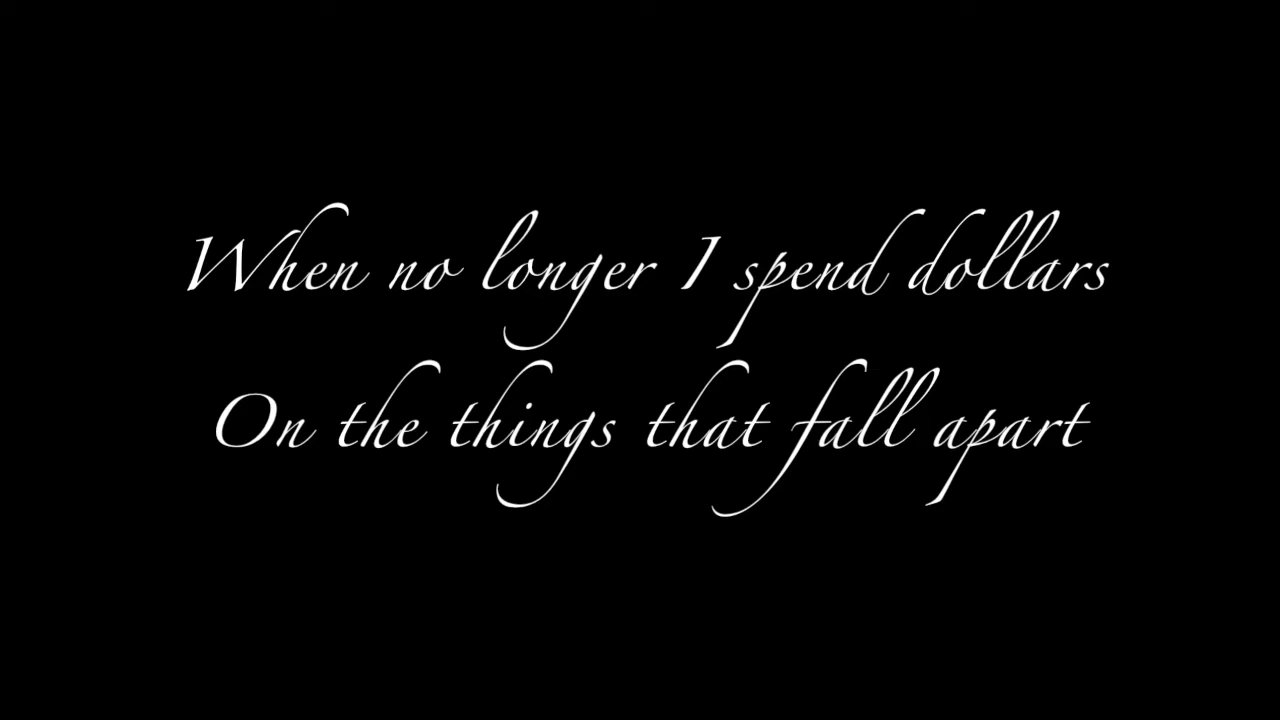 When no longer I spend dollars
On the things that fall apart